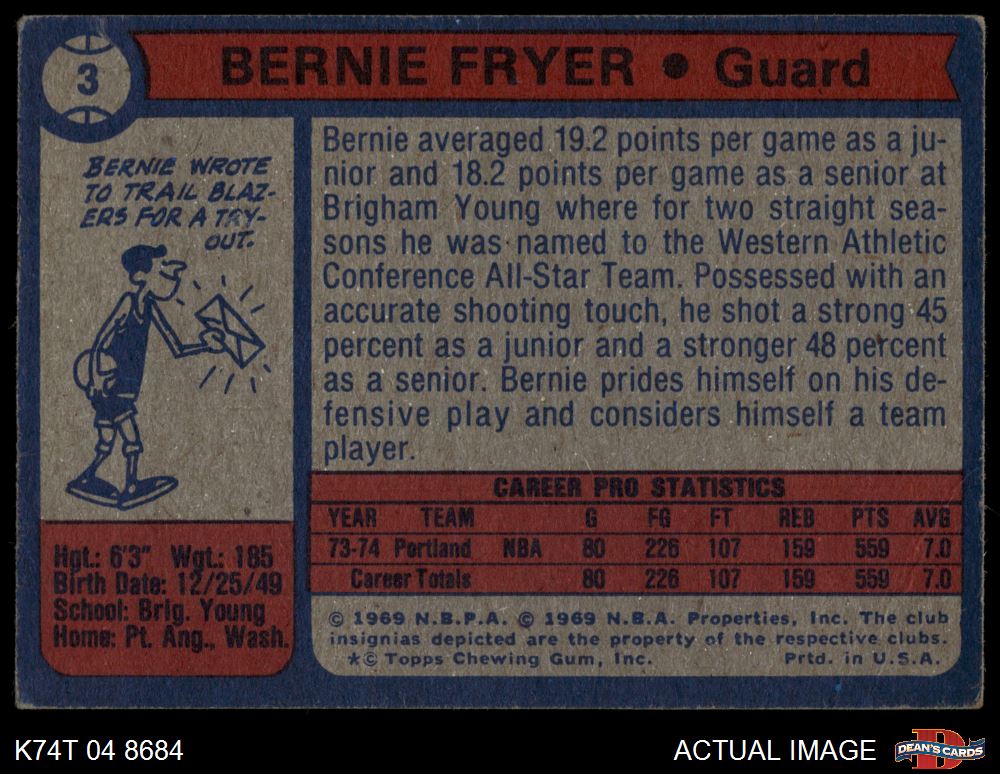 3
BERNIE FRYER • Guard
BERNIE WROTE
TO TRAIL BLAZ-
ERS FOR A TRY-
OUT.
Hgt.: 6'3" Wgt.: 185
Birth Date: 12/25/49
School: Brig. Young
Home: Pt. Ang., Wash.
Bernie averaged 19.2 points per game as a ju-
nior and 18.2 points per game as a senior at
Brigham Young where for two straight sea-
sons he was named to the Western Athletic
Conference All-Star Team. Possessed with an
accurate shooting touch, he shot a strong 45
percent as a junior and a stronger 48 percent
as a senior. Bernie prides himself on his de-
fensive play and considers himself a team
player.
CAREER PRO STATISTICS
YEAR TEAM G FG FT REB PTS AVG
73-74 Portland NBA 80 226 107 159 559 7.0
Career Totals 80 226 107 159 559 7.0
© 1969 N.B.P.A. © 1969 N.B.A. Properties, Inc. The club
insignias depicted are the property of the respective clubs.
*© Topps Chewing Gum, Inc. Prtd. in U.S.A.
K74T 04 8684
ACTUAL IMAGE
DEAN'S CARDS